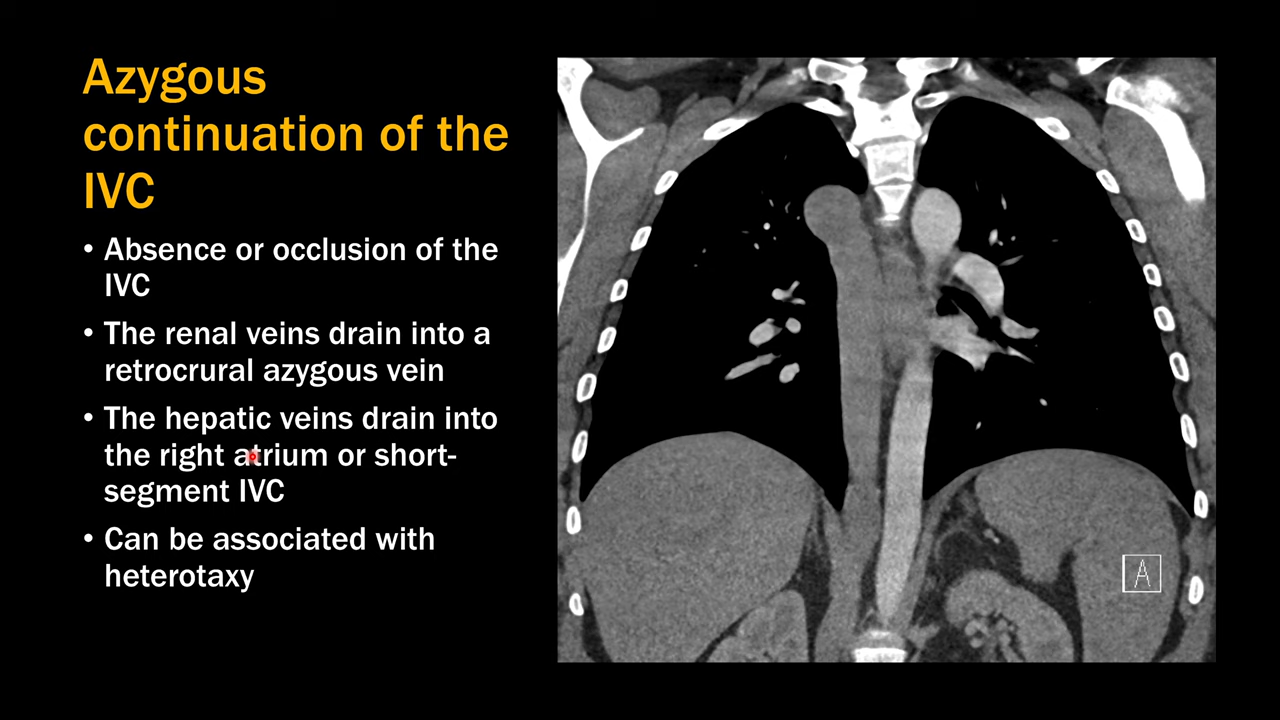 Azygous
continuation of the
IVC
• Absence or occlusion of the
IVC
• The renal veins drain into a
retrocrural azygous vein
• The hepatic veins drain into
the right atrium or short-
segment IVC
• Can be associated with
heterotaxy
A